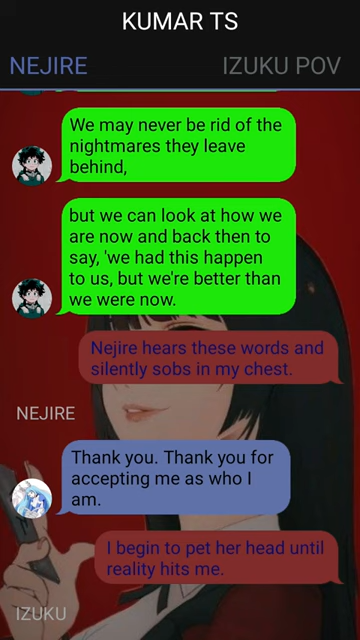 KUMAR TS
NEJIRE
IZUKU POV
We may never be rid of the
nightmares they leave
behind,
but we can look at how we
are now and back then to
say, 'we had this happen
to us, but we're better than
we were now.
Nejire hears these words and
silently sobs in my chest.
NEJIRE
Thank you. Thank you for
accepting me as who I
am.
I begin to pet her head until
reality hits me.
IZUKU